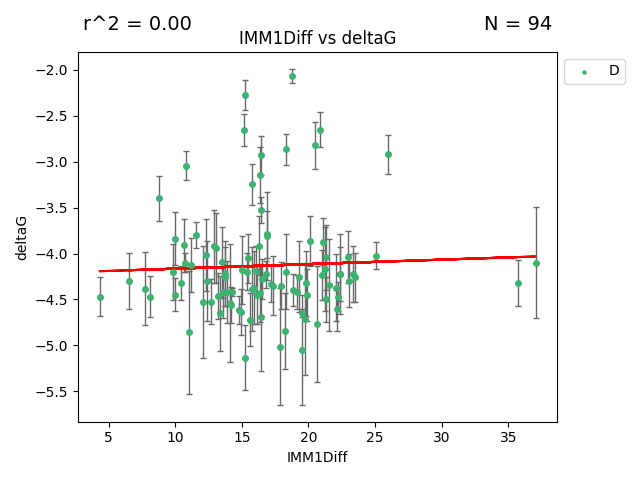 r^2 = 0.00
N = 94
IMM1Diff vs deltaG
D
−2.0
−2.5
−3.0
−3.5
−4.0
−4.5
−5.0
−5.5
deltaG
5 10 15 20 25 30 35
IMM1Diff